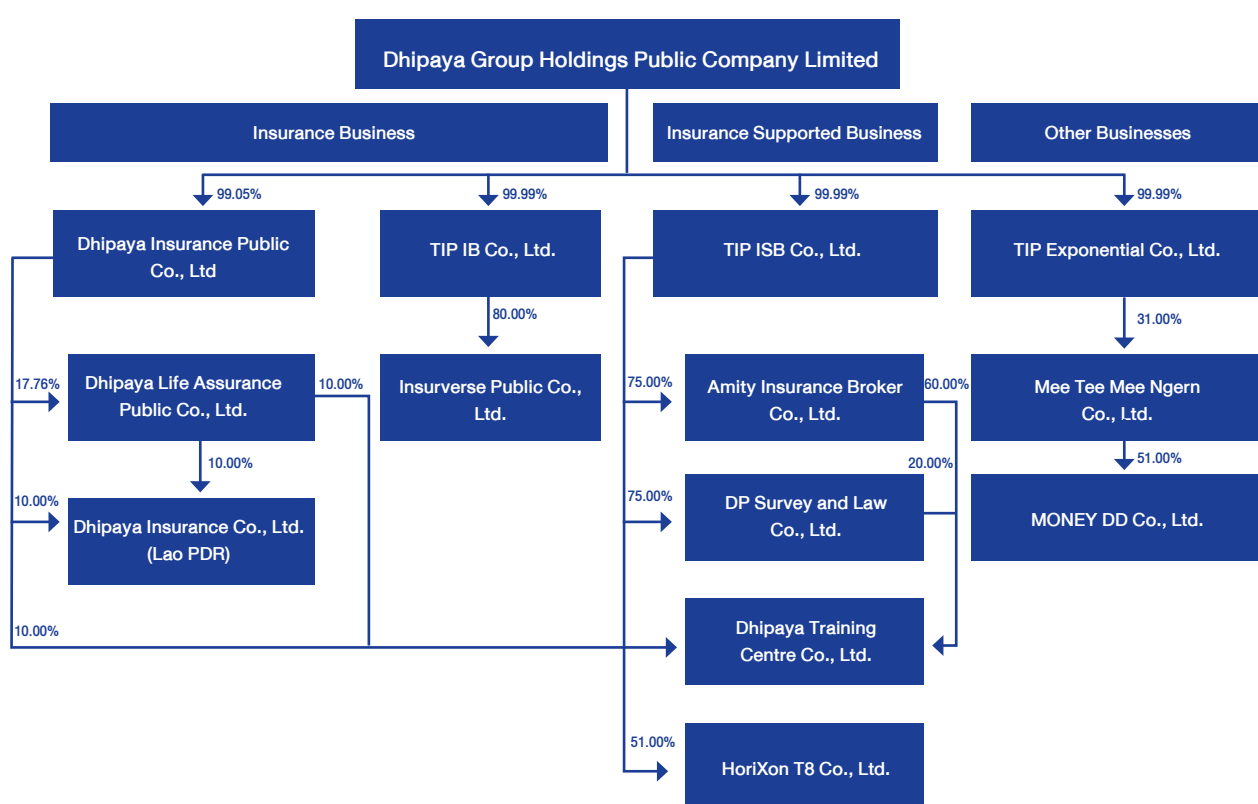 Dhipaya Group Holdings Public Company Limited
Insurance Business
Insurance Supported Business
Other Businesses
99.05%
99.99%
99.99%
99.99%
Dhipaya Insurance Public
Co., Ltd
TIP IB Co., Ltd.
TIP ISB Co., Ltd.
TIP Exponential Co., Ltd.
80.00%
31.00%
17.76%
Dhipaya Life Assurance
Public Co., Ltd.
10.00%
Insurverse Public Co.,
Ltd.
75.00%
Amity Insurance Broker
Co., Ltd.
60.00%
Mee Tee Mee Ngern
Co., Ltd.
10.00%
20.00%
51.00%
10.00%
Dhipaya Insurance Co., Ltd.
(Lao PDR)
75.00%
DP Survey and Law
Co., Ltd.
MONEY DD Co., Ltd.
10.00%
Dhipaya Training
Centre Co., Ltd.
51.00%
HoriXon T8 Co., Ltd.